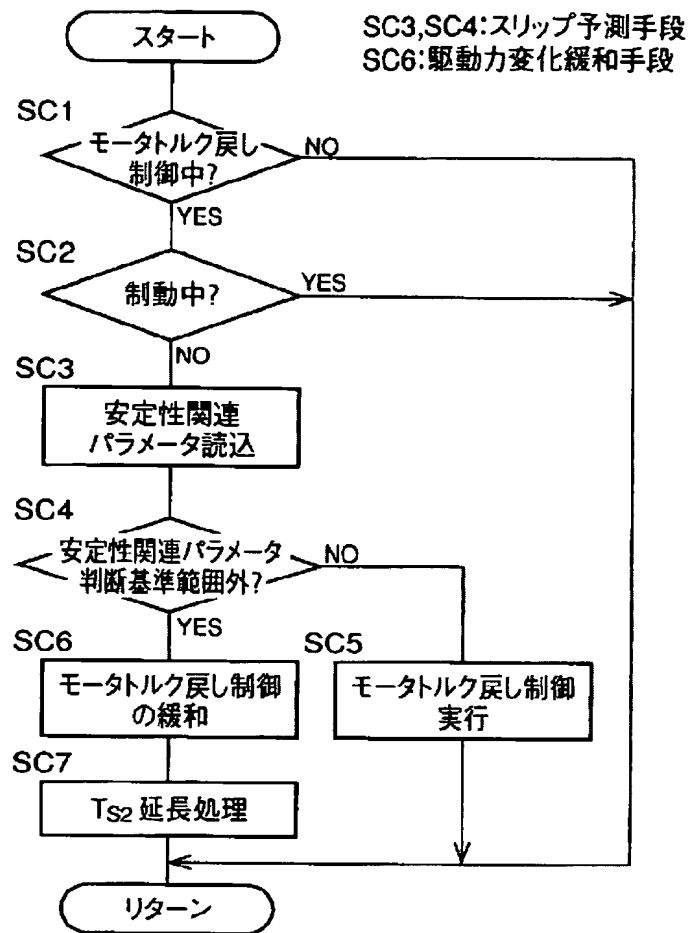 スタート
SC3,SC4:スリップ予測手段
SC6:駆動力変化緩和手段
SC1
モータトルク戻し
制御中?
NO
YES
SC2
制動中?
YES
NO
SC3
安定性関連
パラメータ読込
SC4
安定性関連パラメータ
判断基準範囲外?
NO
YES
SC6
モータトルク戻し制御
の緩和
SC5
モータトルク戻し制御
実行
SC7
TS2 延長処理
リターン